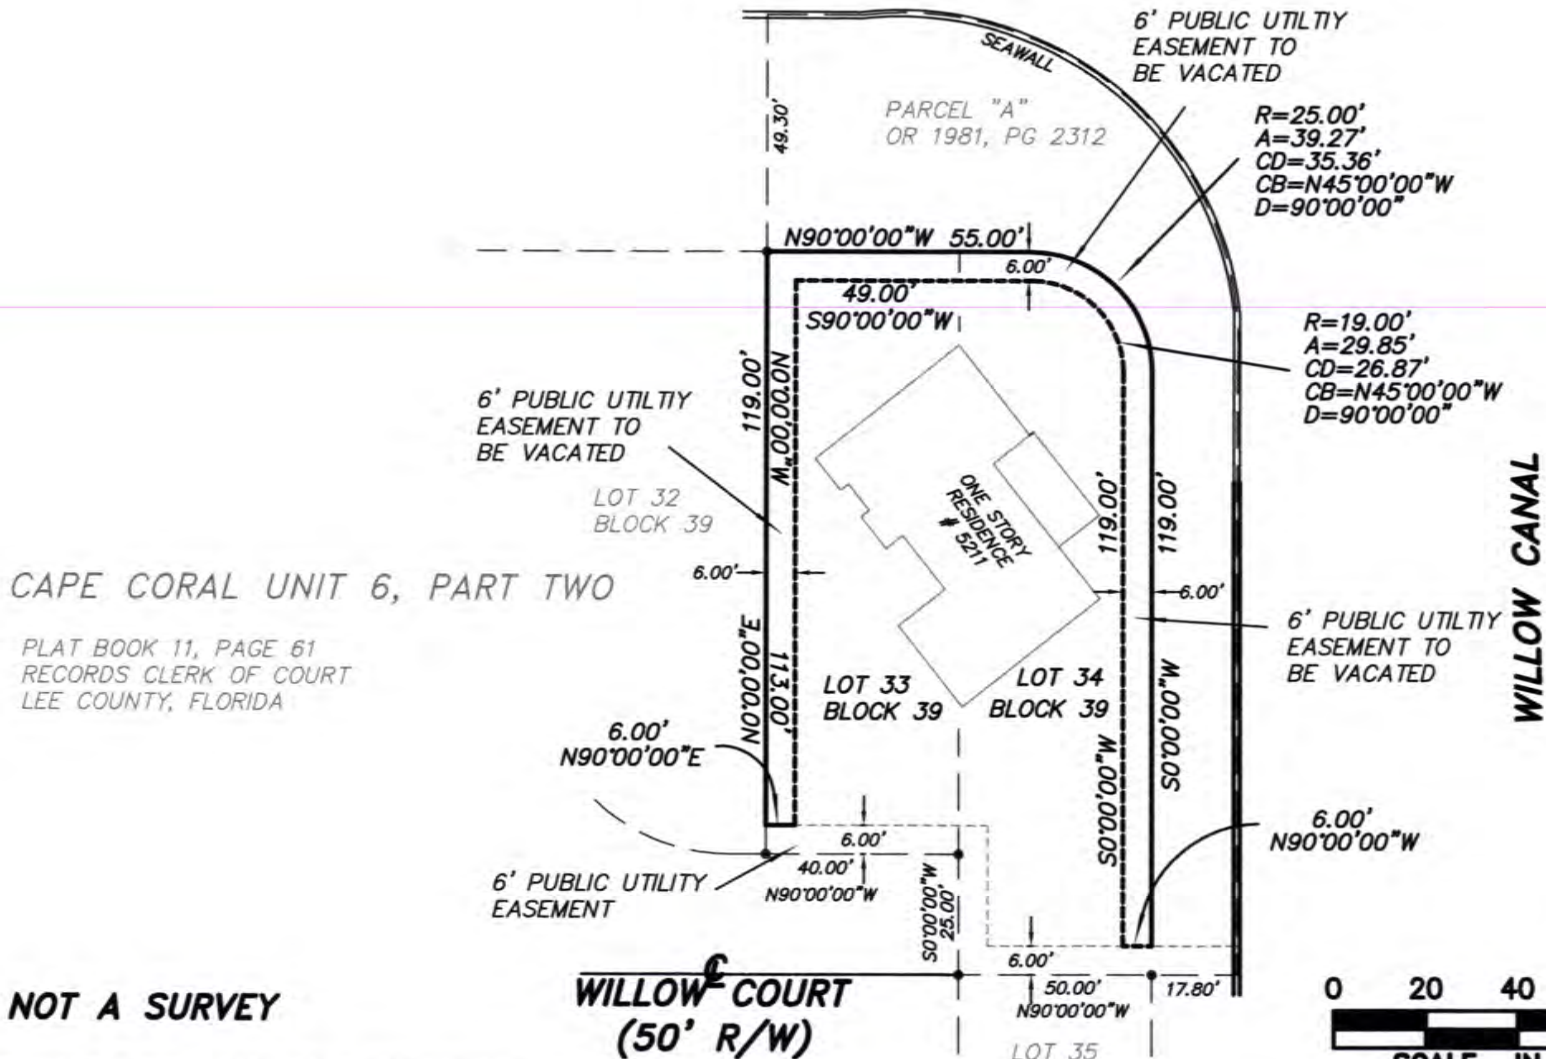 6' PUBLIC UTILTIY
EASEMENT TO
BE VACATED
SEAWALL
PARCEL "A"
OR 1981, PG 2312
49.30'
R=25.00'
A=39.27'
CD=35.36'
CB=N45°00'00"W
D=90°00'00"
N90°00'00"W 55.00'
6.00'
49.00'
S90°00'00"W
R=19.00'
A=29.85'
CD=26.87'
CB=N45°00'00"W
D=90°00'00"
119.00'
N0°00'00"W
6' PUBLIC UTILTIY
EASEMENT TO
BE VACATED
LOT 32
BLOCK 39
ONE STORY
RESIDENCE
# 5211
119.00'
119.00'
WILLOW CANAL
6.00'
6.00'
CAPE CORAL UNIT 6, PART TWO
PLAT BOOK 11, PAGE 61
RECORDS CLERK OF COURT
LEE COUNTY, FLORIDA
N0°00'00"E
113.00'
6' PUBLIC UTILTIY
EASEMENT TO
BE VACATED
LOT 33
BLOCK 39
LOT 34
BLOCK 39
S0°00'00"W
S0°00'00"W
6.00'
N90°00'00"E
6.00'
N90°00'00"W
6.00'
40.00'
N90°00'00"W
6' PUBLIC UTILITY
EASEMENT
S0°00'00"W
25.00'
6.00'
50.00'
N90°00'00"W
17.80'
NOT A SURVEY
WILLOW COURT
(50' R/W)
LOT 35
0 20 40
SCALE IN